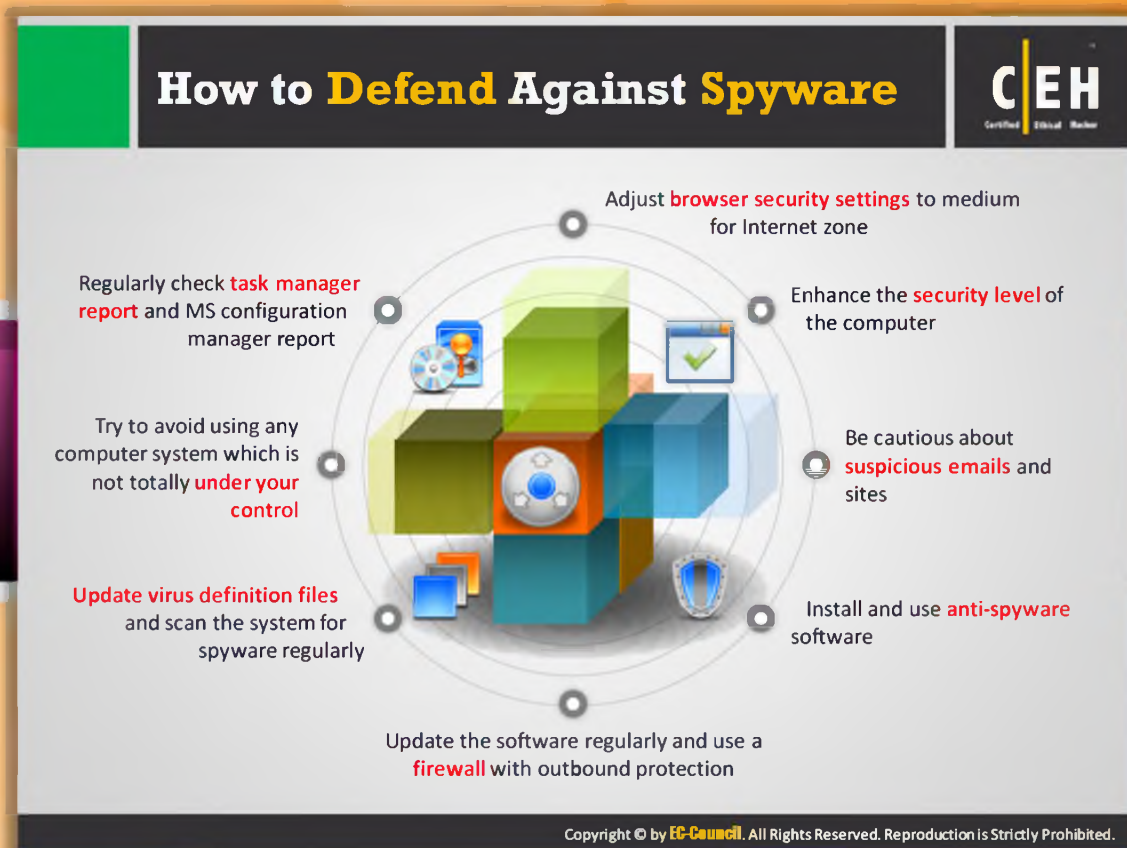 How to Defend Against Spyware
CEH
Certified Ethical Hacker
Adjust browser security settings to medium
for Internet zone
Enhance the security level of
the computer
Be cautious about
suspicious emails and
sites
Install and use anti-spyware
software
Update the software regularly and use a
firewall with outbound protection
Update virus definition files
and scan the system for
spyware regularly
Try to avoid using any
computer system which is
not totally under your
control
Regularly check task manager
report and MS configuration
manager report
Copyright © by EC-Council. All Rights Reserved. Reproduction is Strictly Prohibited.